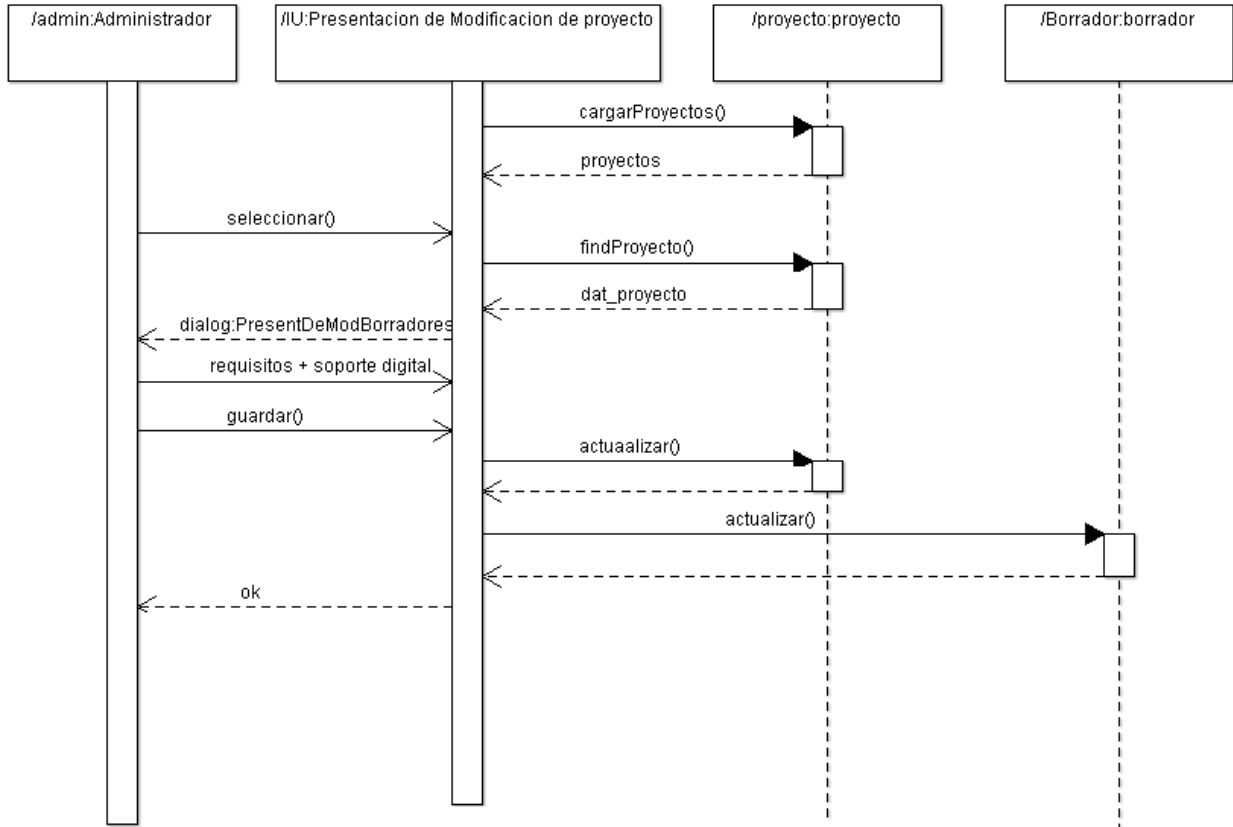 /admin:Administrador
/IU:Presentacion de Modificacion de proyecto
/proyecto:proyecto
/Borrador:borrador
cargarProyectos()
proyectos
seleccionar()
findProyecto()
dat_proyecto
dialog:PresentDeModBorradores
requisitos + soporte digital
guardar()
actuaalizar()
actualizar()
ok